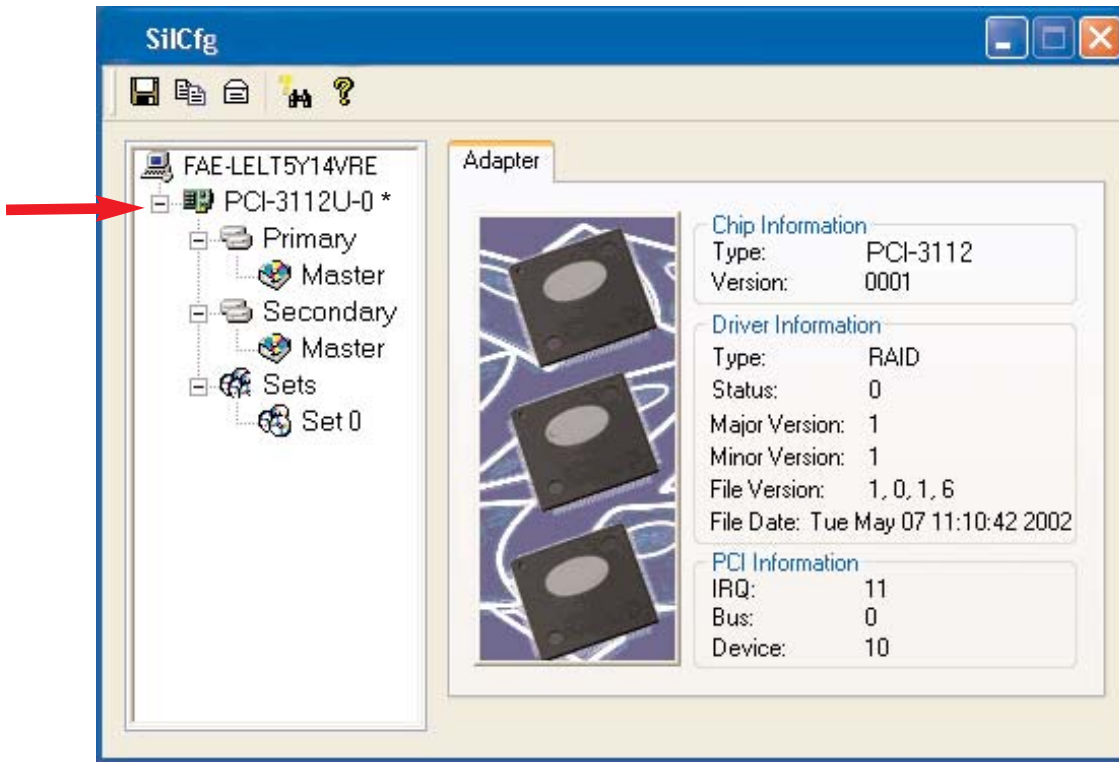 SilCfg
FAE-LELT5Y14VRE
PCI-3112U-0 *
Primary
Master
Secondary
Master
Sets
Set 0
Adapter
Chip Information
Type: PCI-3112
Version: 0001
Driver Information
Type: RAID
Status: 0
Major Version: 1
Minor Version: 1
File Version: 1, 0, 1, 6
File Date: Tue May 07 11:10:42 2002
PCI Information
IRQ: 11
Bus: 0
Device: 10